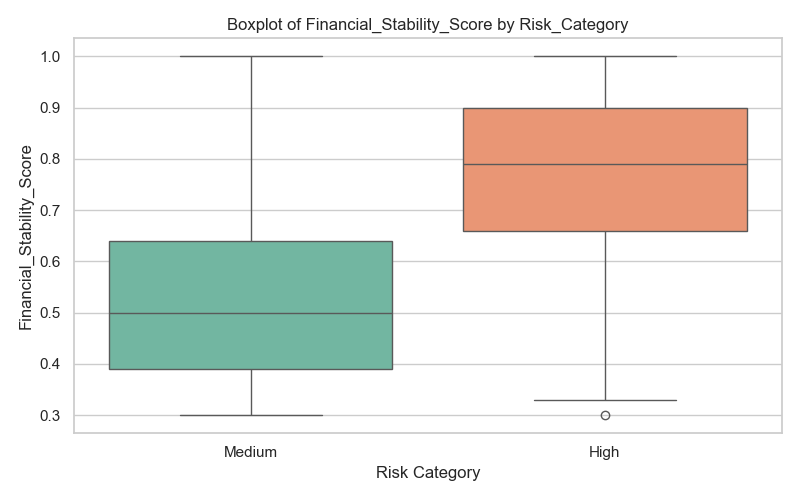 Boxplot of Financial_Stability_Score by Risk_Category
Financial_Stability_Score
1.0
0.9
0.8
0.7
0.6
0.5
0.4
0.3
Medium
High
Risk Category